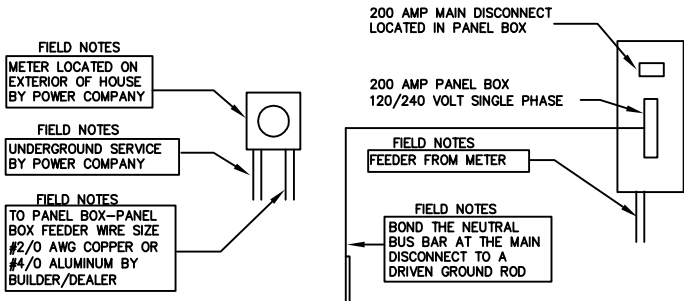 FIELD NOTES
METER LOCATED ON
EXTERIOR OF HOUSE
BY POWER COMPANY
FIELD NOTES
UNDERGROUND SERVICE
BY POWER COMPANY
FIELD NOTES
TO PANEL BOX-PANEL
BOX FEEDER WIRE SIZE
#2/0 AWG COPPER OR
#4/0 ALUMINUM BY
BUILDER/DEALER
200 AMP MAIN DISCONNECT
LOCATED IN PANEL BOX
200 AMP PANEL BOX
120/240 VOLT SINGLE PHASE
FIELD NOTES
FEEDER FROM METER
FIELD NOTES
BOND THE NEUTRAL
BUS BAR AT THE MAIN
DISCONNECT TO A
DRIVEN GROUND ROD